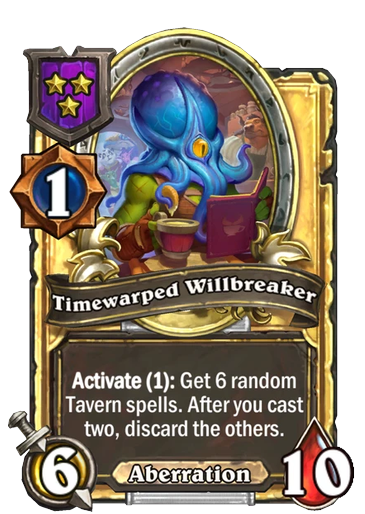 1
Timewarped Willbreaker
Activate (1): Get 6 random
Tavern spells. After you cast
two, discard the others.
6
Aberration
10